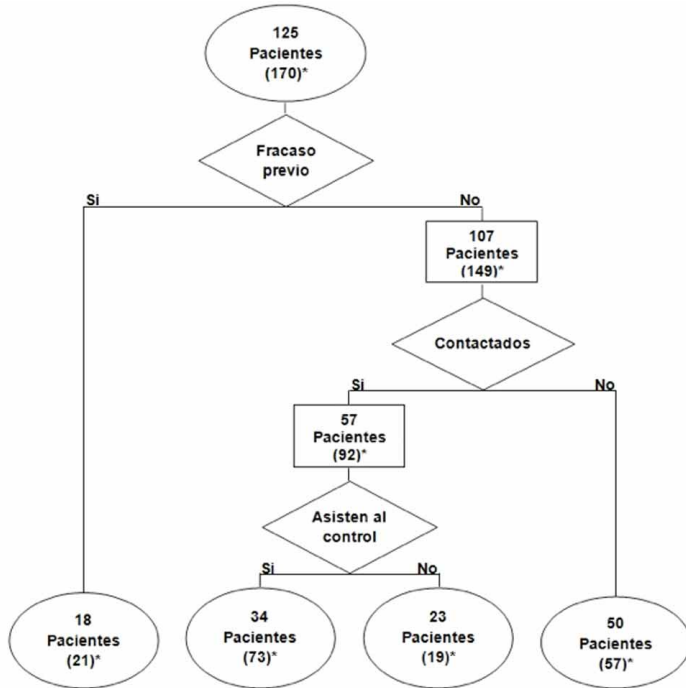 125
Pacientes
(170)*
Fracaso
previo
Si
No
107
Pacientes
(149)*
Contactados
Si
No
57
Pacientes
(92)*
Asisten al
control
Si
No
18
Pacientes
(21)*
34
Pacientes
(73)*
23
Pacientes
(19)*
50
Pacientes
(57)*